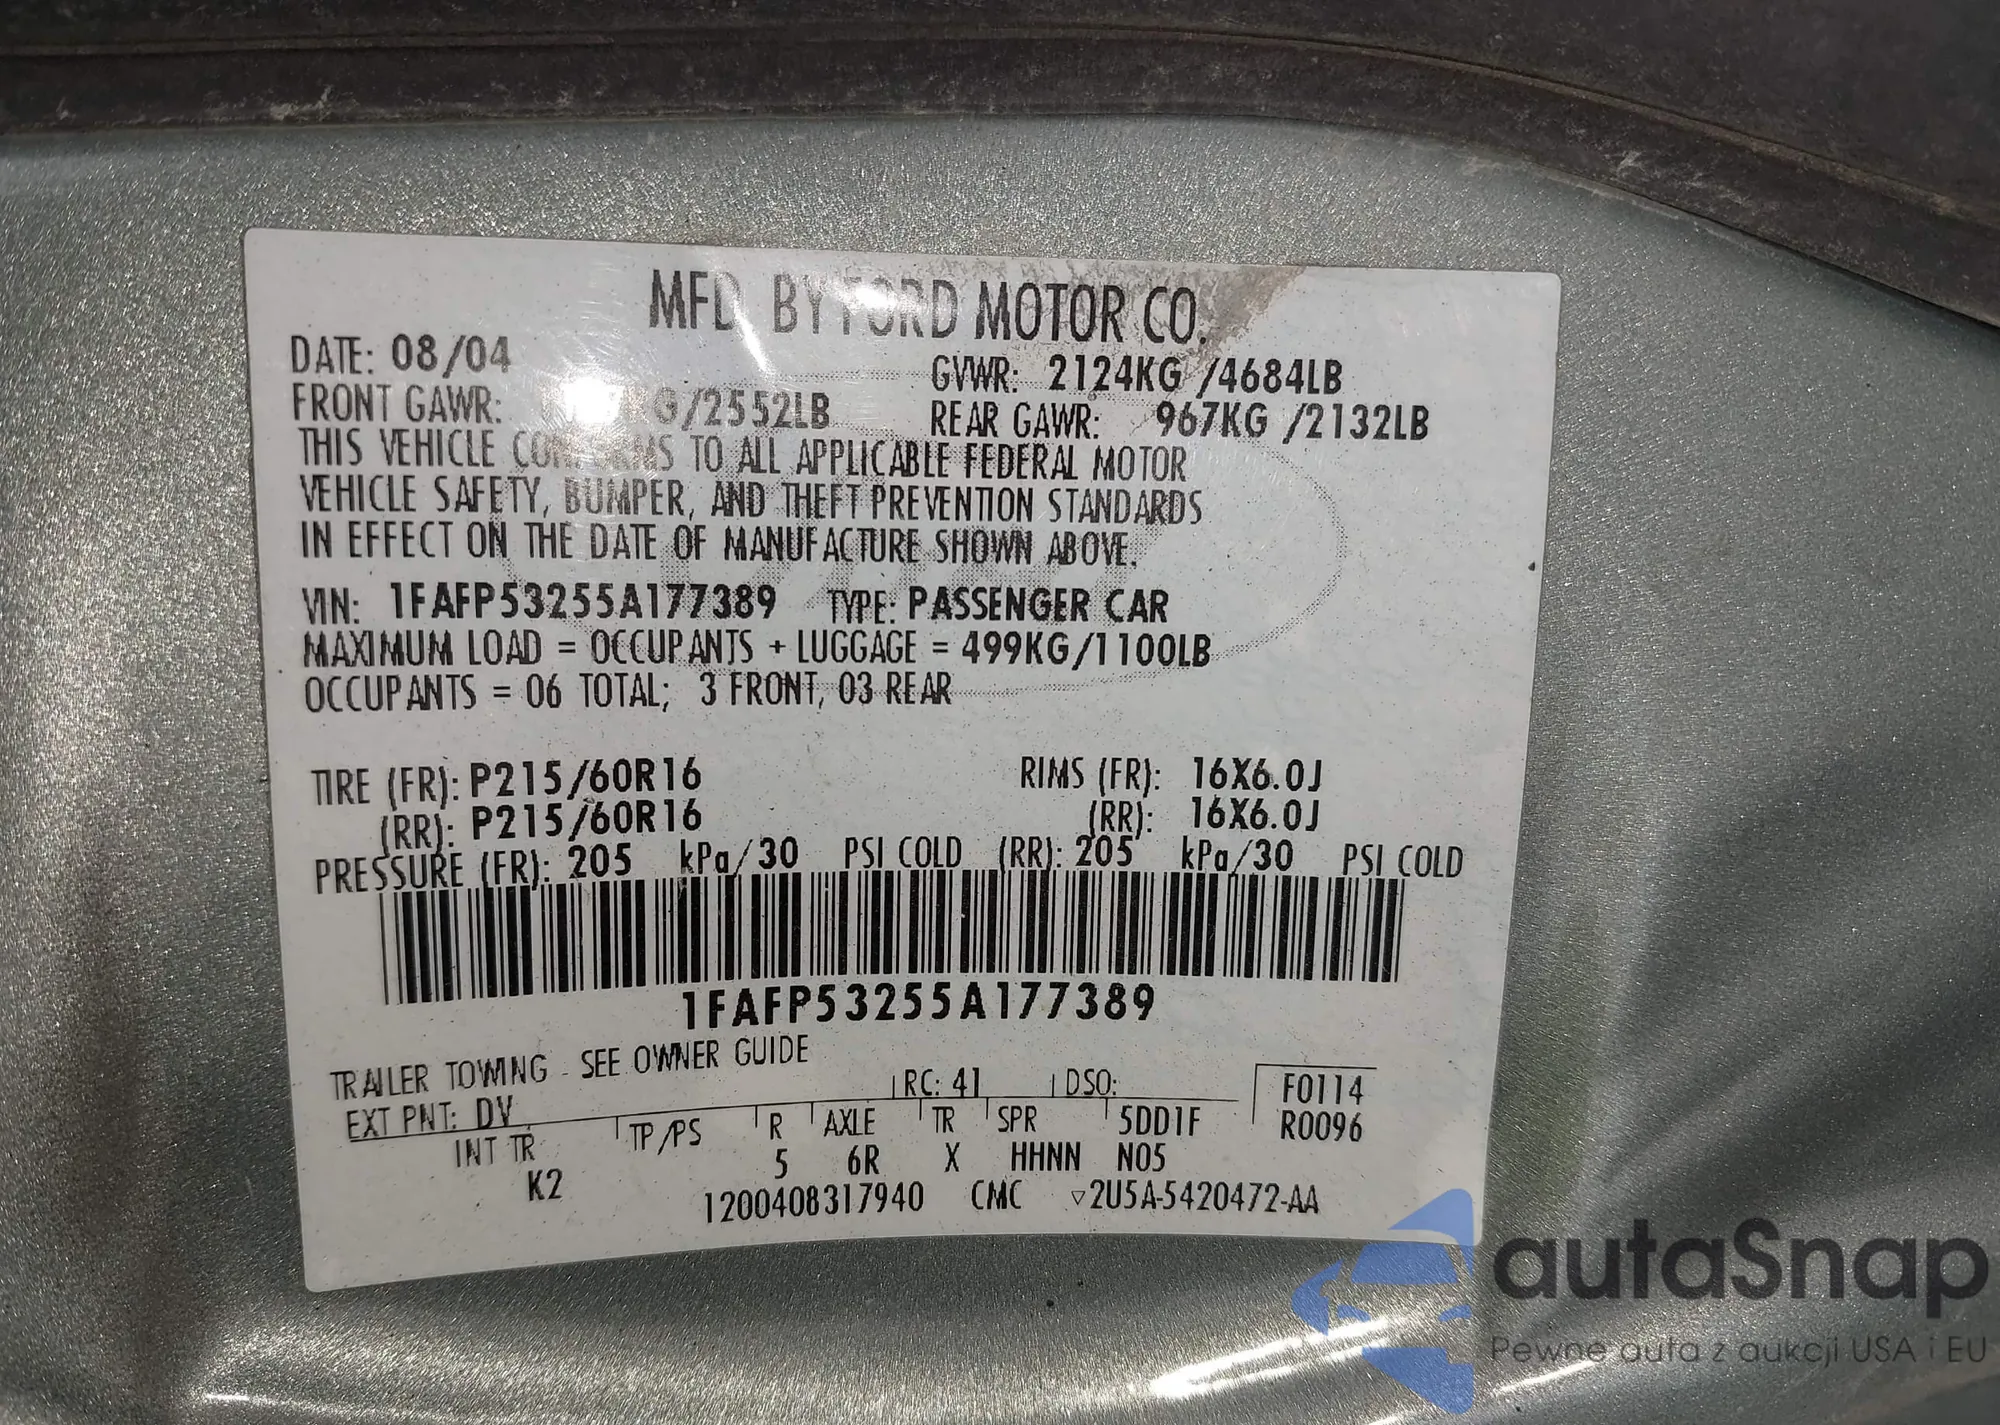 MFD. BY FORD MOTOR CO.
DATE: 08/04
GVWR: 2124KG /4684LB
FRONT GAWR: KG/2552LB
REAR GAWR: 967KG /2132LB
THIS VEHICLE CONFORMS TO ALL APPLICABLE FEDERAL MOTOR
VEHICLE SAFETY, BUMPER, AND THEFT PREVENTION STANDARDS
IN EFFECT ON THE DATE OF MANUFACTURE SHOWN ABOVE.
VIN: 1FAFP53255A177389 TYPE: PASSENGER CAR
MAXIMUM LOAD = OCCUPANTS + LUGGAGE = 499KG/1100LB
OCCUPANTS = 06 TOTAL; 3 FRONT, 03 REAR
TIRE (FR): P215/60R16 RIMS (FR): 16X6.0J
(RR): P215/60R16 (RR): 16X6.0J
PRESSURE (FR): 205 kPa/30 PSI COLD (RR): 205 kPa/30 PSI COLD
1FAFP53255A177389
TRAILER TOWING - SEE OWNER GUIDE
EXT PNT: DV RC: 41 DSO: F0114
INT TR TP/PS R AXLE TR SPR 5DD1F R0096
K2 5 6R X HHNN N05
1200408317940 CMC ▽2U5A-5420472-AA
autaSnap
Pewne auta z aukcji USA i EU